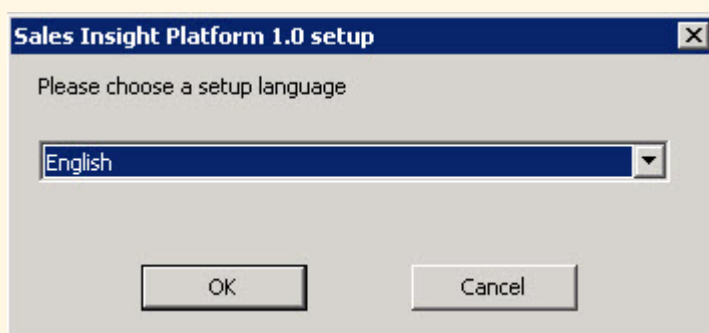 Sales Insight Platform 1.0 setup
Please choose a setup language
English
OK
Cancel